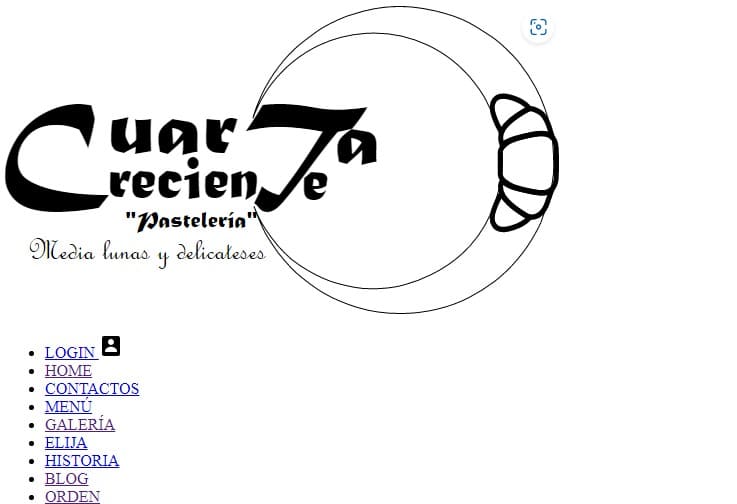 Cuarta
Creciente
"Pastelería"
Media lunas y delicateses
LOGIN
HOME
CONTACTOS
MENÚ
GALERÍA
ELIJA
HISTORIA
BLOG
ORDEN